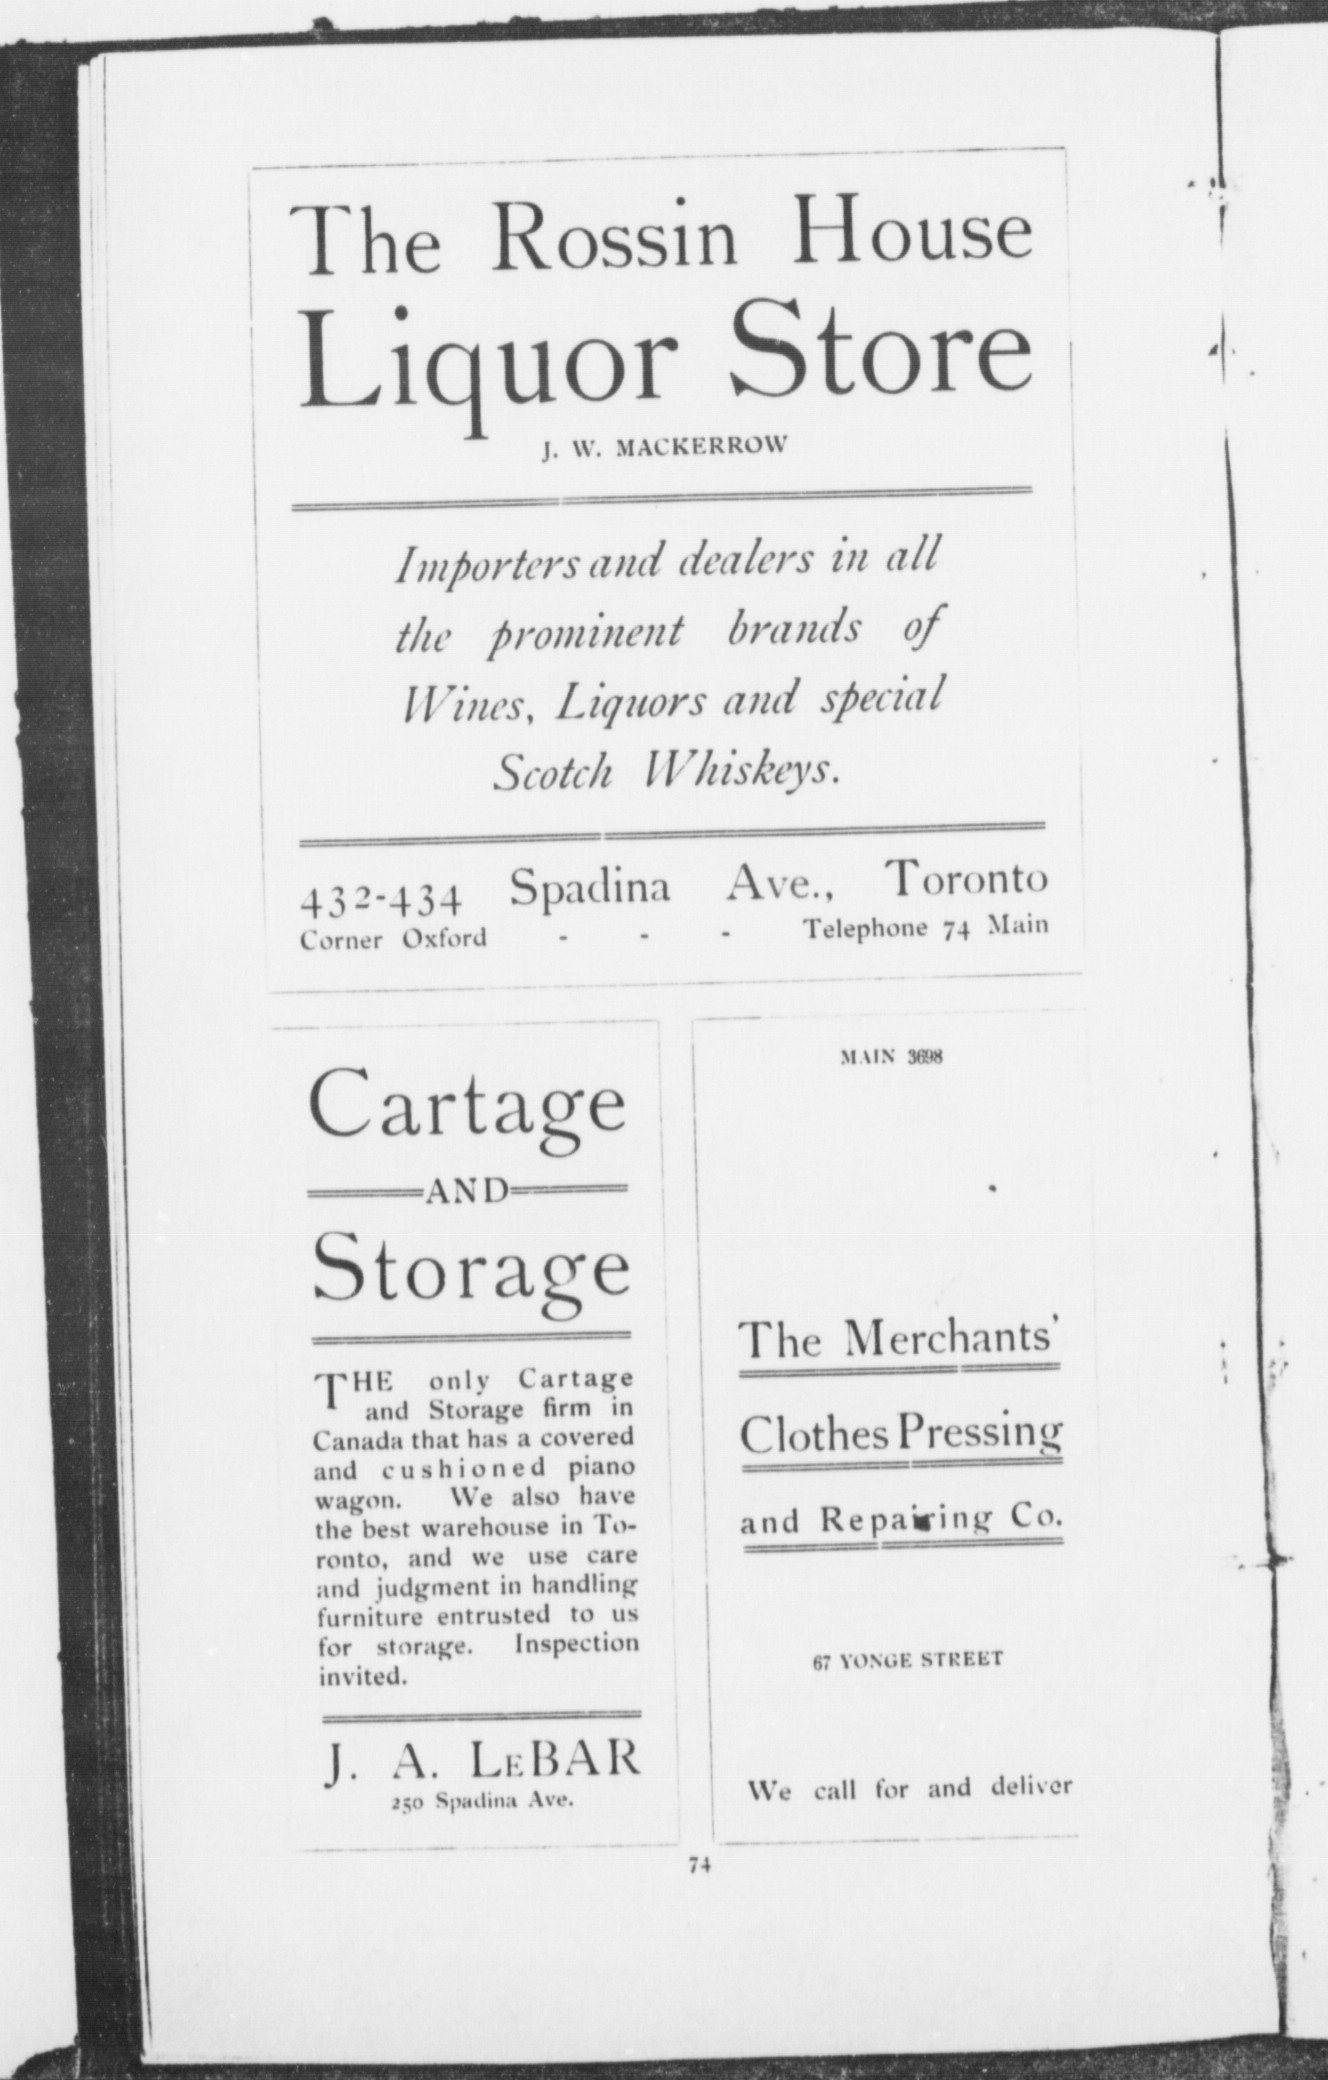 The Rossin House
Liquor Store
J. W. MACKERROW
Importers and dealers in all
the prominent brands of
Wines, Liquors and special
Scotch Whiskeys.
432-434 Spadina Ave., Toronto
Corner Oxford - - - Telephone 74 Main
Cartage
AND
Storage
THE only Cartage
and Storage firm in
Canada that has a covered
and cushioned piano
wagon. We also have
the best warehouse in To-
ronto, and we use care
and judgment in handling
furniture entrusted to us
for storage. Inspection
invited.
J. A. LEBAR
250 Spadina Ave.
MAIN 3698
The Merchants'
Clothes Pressing
and Repairing Co.
67 YONGE STREET
We call for and deliver
74